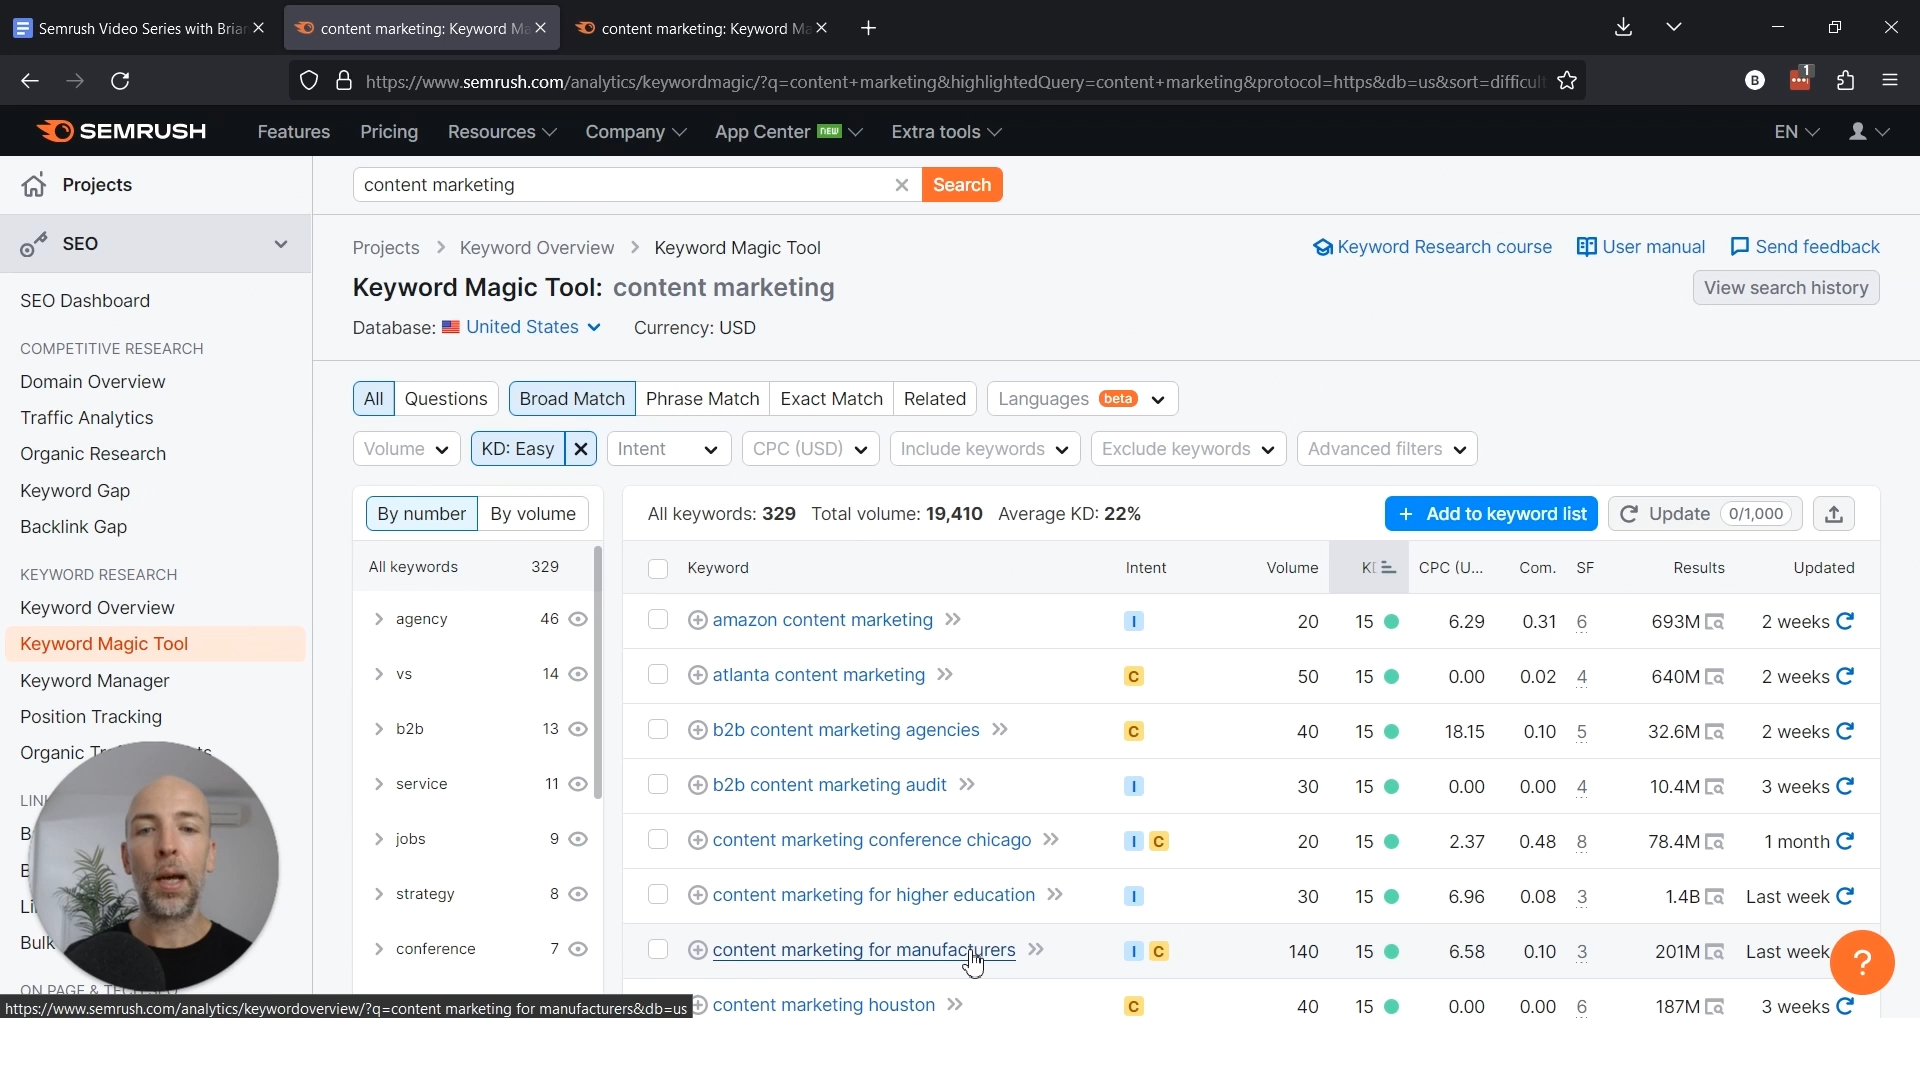 Semrush Video Series with Bria
content marketing: Keyword Ma
content marketing: Keyword Ma
https://www.semrush.com/analytics/keywordmagic/?q=content+marketing&highlightedQuery=content+marketing&protocol=https&db=us&sort=difficul
B
1
SEMRUSH
Features
Pricing
Resources
Company
App Center new
Extra tools
EN
Projects
content marketing
Search
SEO
Projects > Keyword Overview > Keyword Magic Tool
Keyword Research course
User manual
Send feedback
Keyword Magic Tool: content marketing
View search history
SEO Dashboard
Database: United States
Currency: USD
COMPETITIVE RESEARCH
Domain Overview
Traffic Analytics
Organic Research
Keyword Gap
Backlink Gap
KEYWORD RESEARCH
Keyword Overview
Keyword Magic Tool
Keyword Manager
Position Tracking
Organic Tr
LIN
B
B
Li
Bulk
ON PAGE & TECH SEO
All Questions Broad Match Phrase Match Exact Match Related Languages beta
Volume KD: Easy Intent CPC (USD) Include keywords Exclude keywords Advanced filters
By number By volume
All keywords 329
agency 46
vs 14
b2b 13
service 11
jobs 9
strategy 8
conference 7
All keywords: 329 Total volume: 19,410 Average KD: 22%
+ Add to keyword list
Update 0/1,000
Keyword Intent Volume KD CPC (U... Com. SF Results Updated
amazon content marketing I 20 15 6.29 0.31 6 693M 2 weeks
atlanta content marketing C 50 15 0.00 0.02 4 640M 2 weeks
b2b content marketing agencies C 40 15 18.15 0.10 5 32.6M 2 weeks
b2b content marketing audit I 30 15 0.00 0.00 4 10.4M 3 weeks
content marketing conference chicago I C 20 15 2.37 0.48 8 78.4M 1 month
content marketing for higher education I 30 15 6.96 0.08 3 1.4B Last week
content marketing for manufacturers I C 140 15 6.58 0.10 3 201M Last week
content marketing houston C 40 15 0.00 0.00 6 187M 3 weeks
?
https://www.semrush.com/analytics/keywordoverview/?q=content marketing for manufacturers&db=us